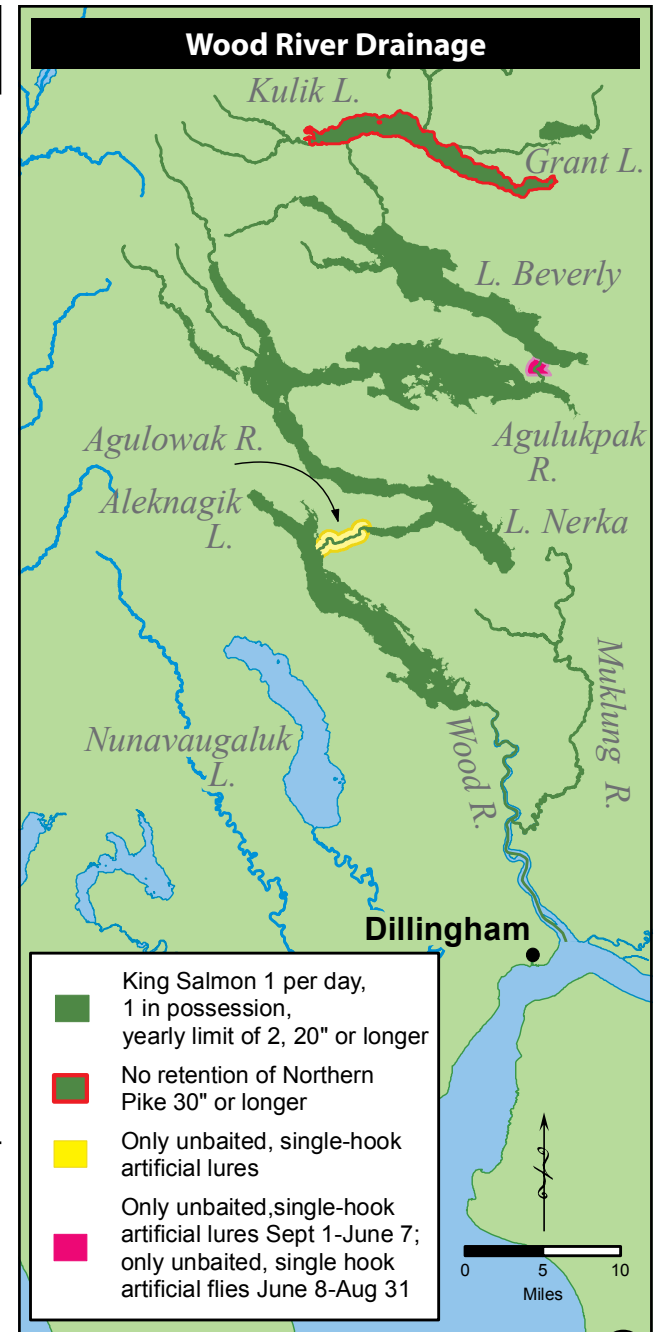 Wood River Drainage
Kulik L.
Grant L.
L. Beverly
Agulukpak
R.
Agulowak R.
Aleknagik
L.
L. Nerka
Muklung R.
Nunavaugaluk
L.
Wood R.
Dillingham
King Salmon 1 per day,
1 in possession,
yearly limit of 2, 20" or longer
No retention of Northern
Pike 30" or longer
Only unbaited, single-hook
artificial lures
Only unbaited,single-hook
artificial lures Sept 1-June 7;
only unbaited, single hook
artificial flies June 8-Aug 31
0 5 10
Miles